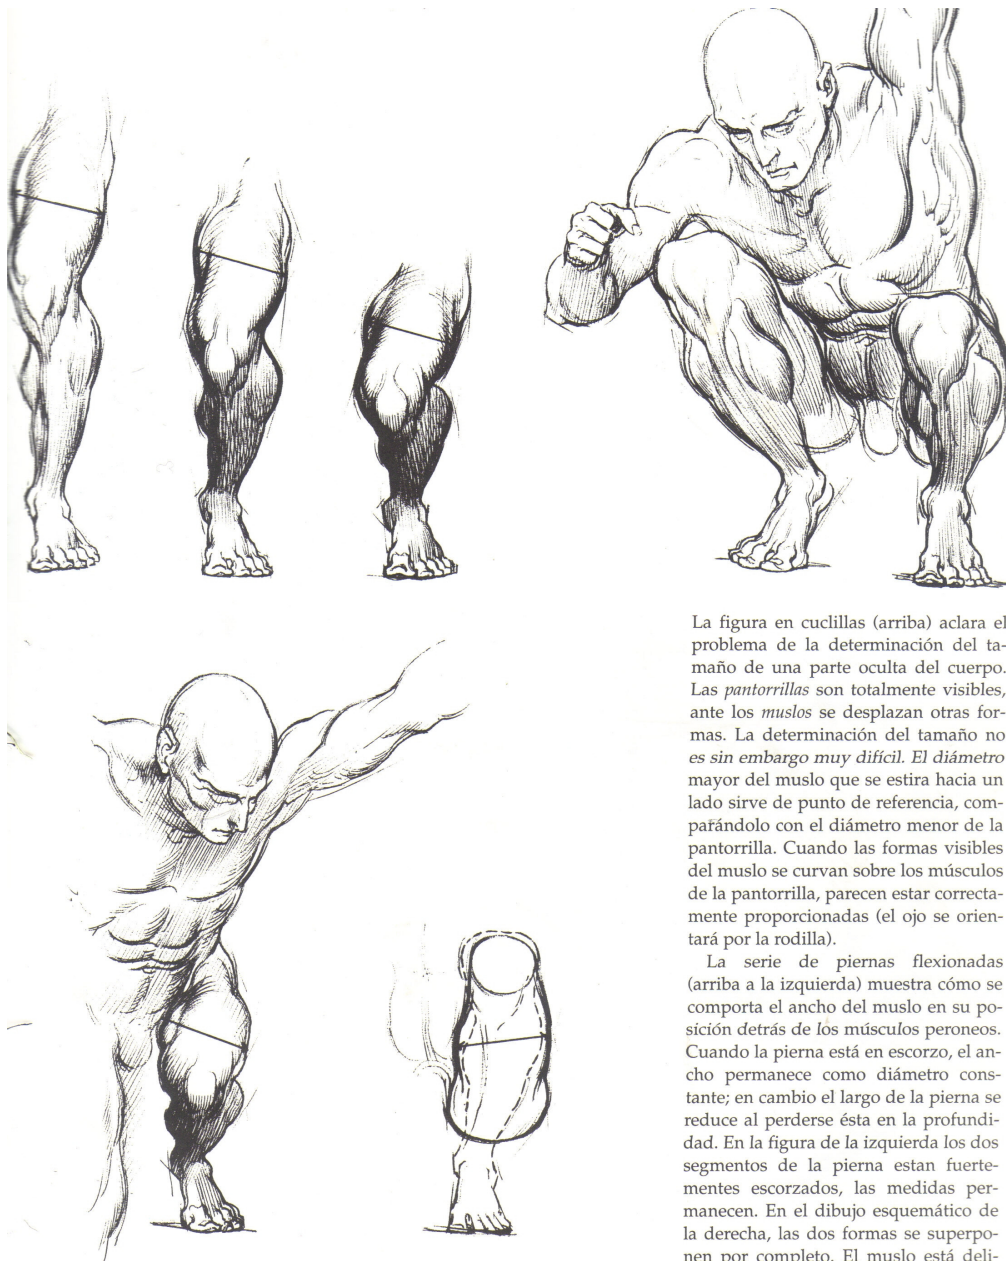 La figura en cuclillas (arriba) aclara el
problema de la determinación del ta-
maño de una parte oculta del cuerpo.
Las pantorrillas son totalmente visibles,
ante los muslos se desplazan otras for-
mas. La determinación del tamaño no
es sin embargo muy difícil. El diámetro
mayor del muslo que se estira hacia un
lado sirve de punto de referencia, com-
parándolo con el diámetro menor de la
pantorrilla. Cuando las formas visibles
del muslo se curvan sobre los músculos
de la pantorrilla, parecen estar correcta-
mente proporcionadas (el ojo se orien-
tará por la rodilla).
La serie de piernas flexionadas
(arriba a la izquierda) muestra cómo se
comporta el ancho del muslo en su po-
sición detrás de los músculos peroneos.
Cuando la pierna está en escorzo, el an-
cho permanece como diámetro cons-
tante; en cambio el largo de la pierna se
reduce al perderse ésta en la profundi-
dad. En la figura de la izquierda los dos
segmentos de la pierna estan fuerte-
mentes escorzados, las medidas per-
manecen. En el dibujo esquemático de
la derecha, las dos formas se superpo-
nen por completo. El muslo está deli-